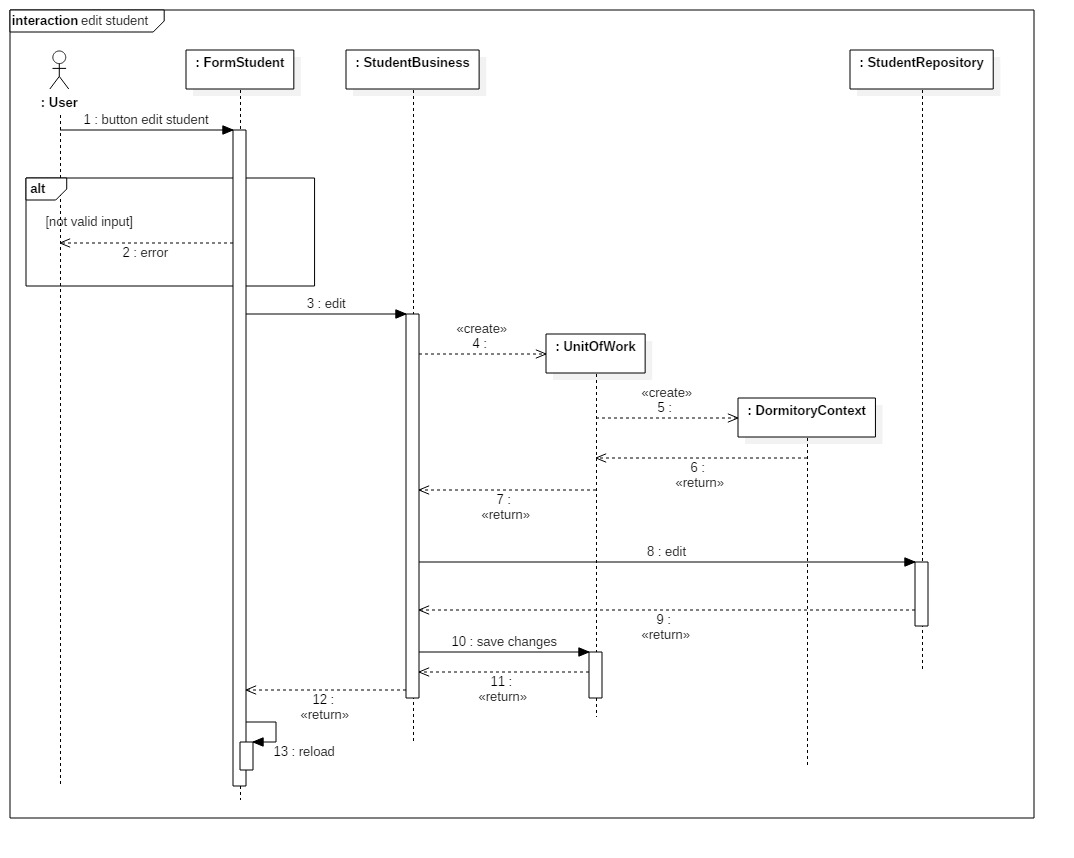 interaction edit student
: FormStudent
: StudentBusiness
: StudentRepository
: User
1 : button edit student
alt
[not valid input]
2 : error
3 : edit
«create»
4 :
: UnitOfWork
«create»
5 :
: DormitoryContext
6 :
«return»
7 :
«return»
8 : edit
9 :
«return»
10 : save changes
11 :
«return»
12 :
«return»
13 : reload